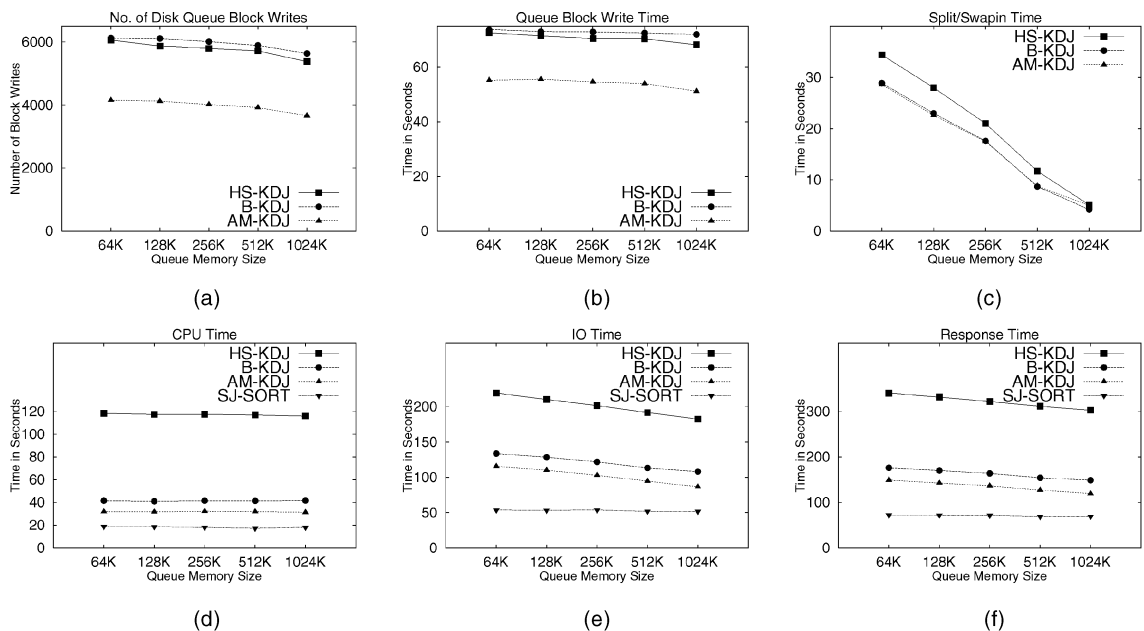 No. of Disk Queue Block Writes
Number of Block Writes
6000
4000
2000
0
HS-KDJ
B-KDJ
AM-KDJ
64K 128K 256K 512K 1024K
Queue Memory Size
(a)
Queue Block Write Time
Time in Seconds
60
40
20
0
HS-KDJ
B-KDJ
AM-KDJ
64K 128K 256K 512K 1024K
Queue Memory Size
(b)
Split/Swapin Time
Time in Seconds
HS-KDJ
B-KDJ
AM-KDJ
30
20
10
0
64K 128K 256K 512K 1024K
Queue Memory Size
(c)
CPU Time
Time in Seconds
HS-KDJ
B-KDJ
AM-KDJ
SJ-SORT
120
100
80
60
40
20
0
64K 128K 256K 512K 1024K
Queue Memory Size
(d)
IO Time
Time in Seconds
HS-KDJ
B-KDJ
AM-KDJ
SJ-SORT
200
150
100
50
0
64K 128K 256K 512K 1024K
Queue Memory Size
(e)
Response Time
Time in Seconds
HS-KDJ
B-KDJ
AM-KDJ
SJ-SORT
300
200
100
0
64K 128K 256K 512K 1024K
Queue Memory Size
(f)